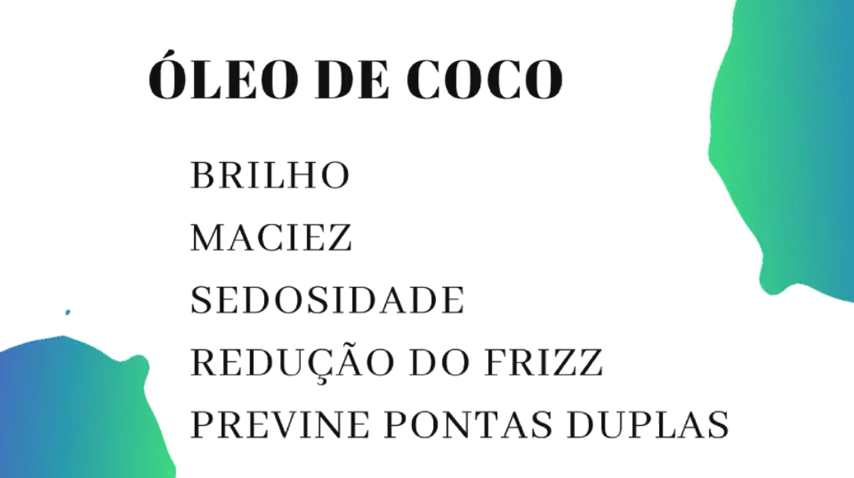 ÓLEO DE COCO
BRILHO
MACIEZ
SEDOSIDADE
REDUÇÃO DO FRIZZ
PREVINE PONTAS DUPLAS